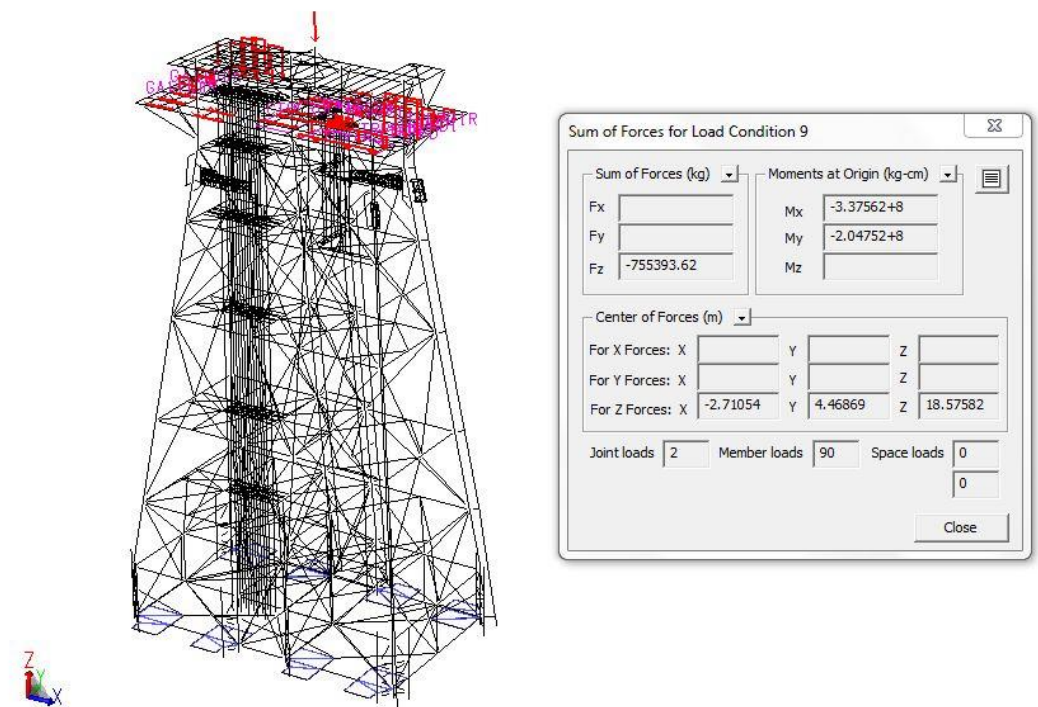 Sum of Forces for Load Condition 9
Sum of Forces (kg)
Fx
Fy
Fz -755393.62
Moments at Origin (kg-cm)
Mx -3.37562+8
My -2.04752+8
Mz
Center of Forces (m)
For X Forces: X Y Z
For Y Forces: X Y Z
For Z Forces: X -2.71054 Y 4.46869 Z 18.57582
Joint loads 2 Member loads 90 Space loads 0
0
Close
Z
Y
X